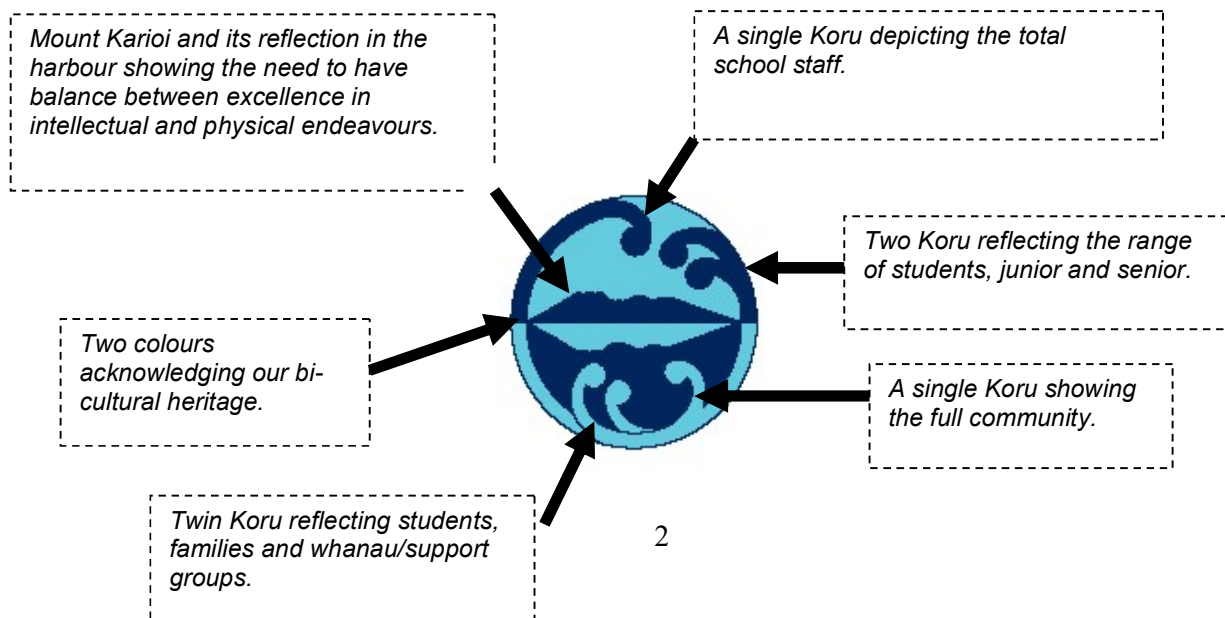 Mount Karioi and its reflection in the
harbour showing the need to have
balance between excellence in
intellectual and physical endeavours.
A single Koru depicting the total
school staff.
Two Koru reflecting the range
of students, junior and senior.
Two colours
acknowledging our bi-
cultural heritage.
A single Koru showing
the full community.
Twin Koru reflecting students,
families and whanau/support
groups.
2